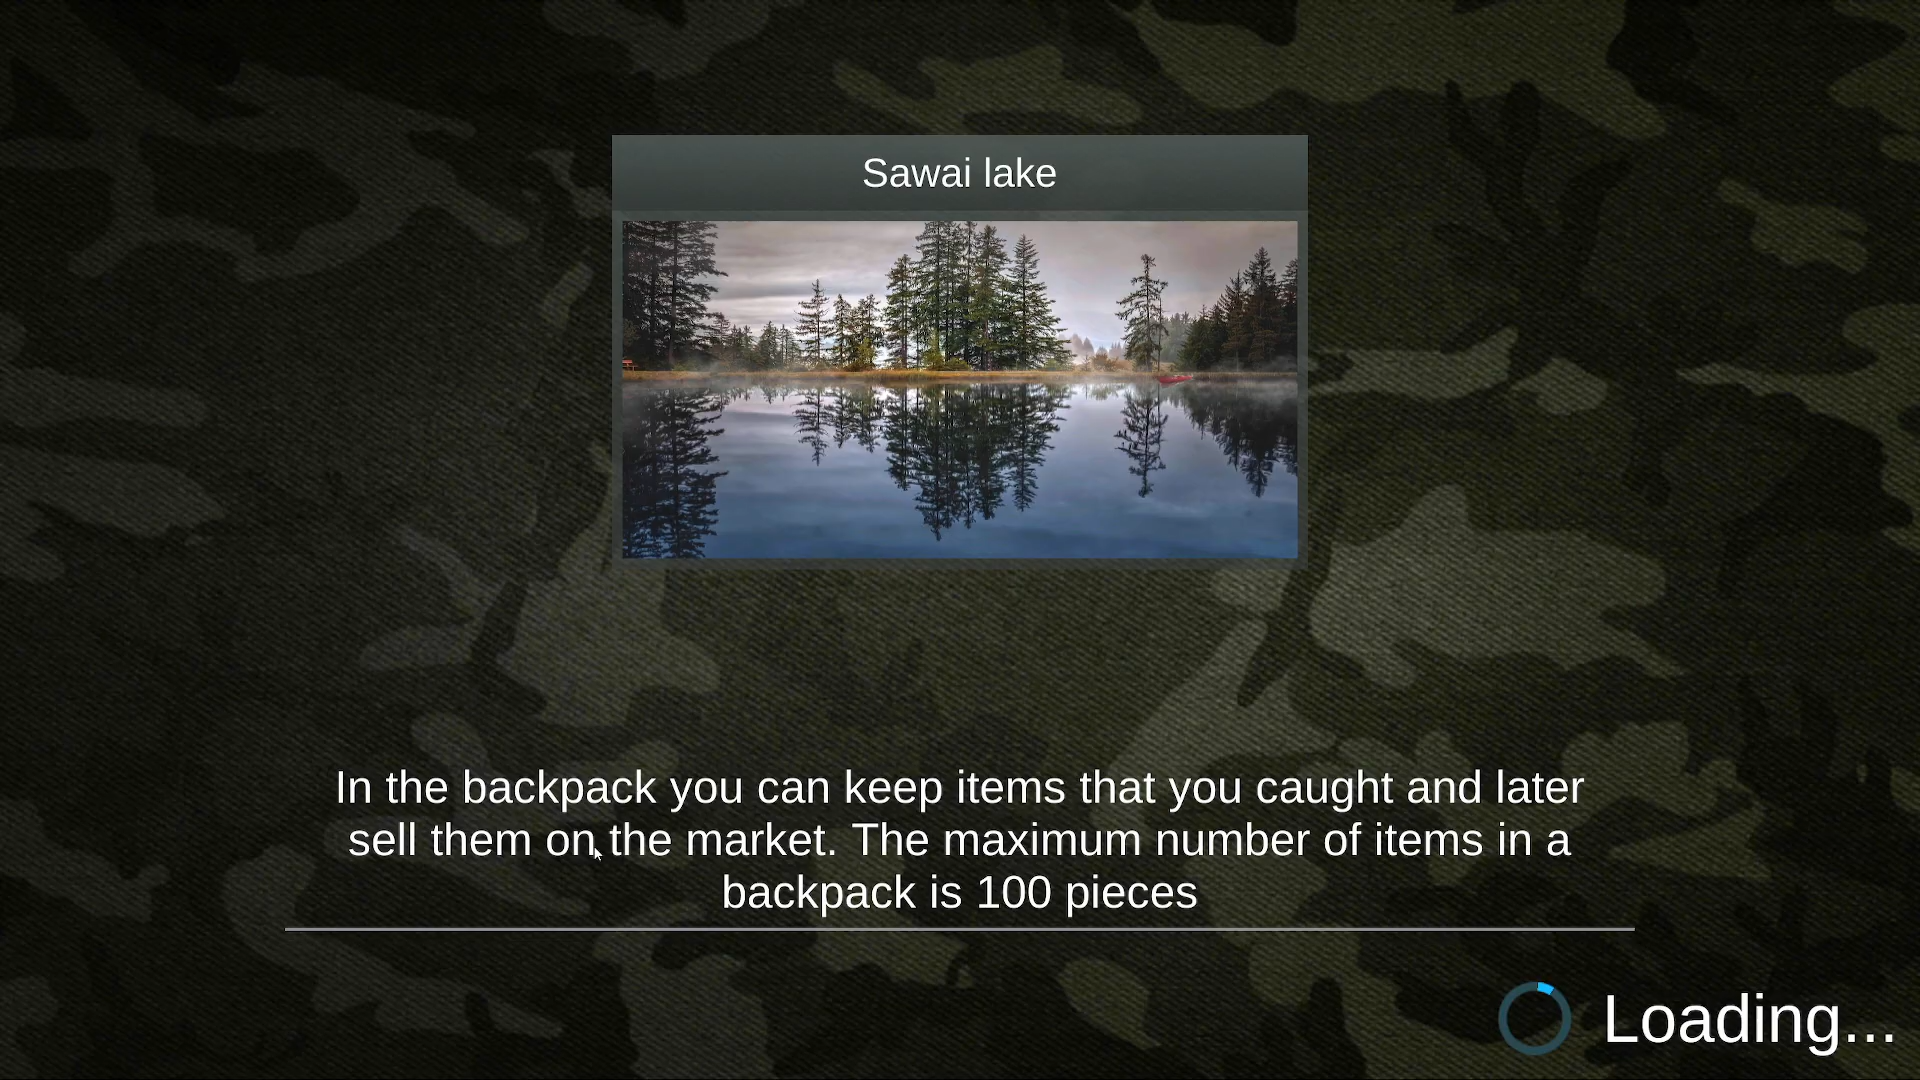 Sawai lake
In the backpack you can keep items that you caught and later
sell them on the market. The maximum number of items in a
backpack is 100 pieces
Loading...